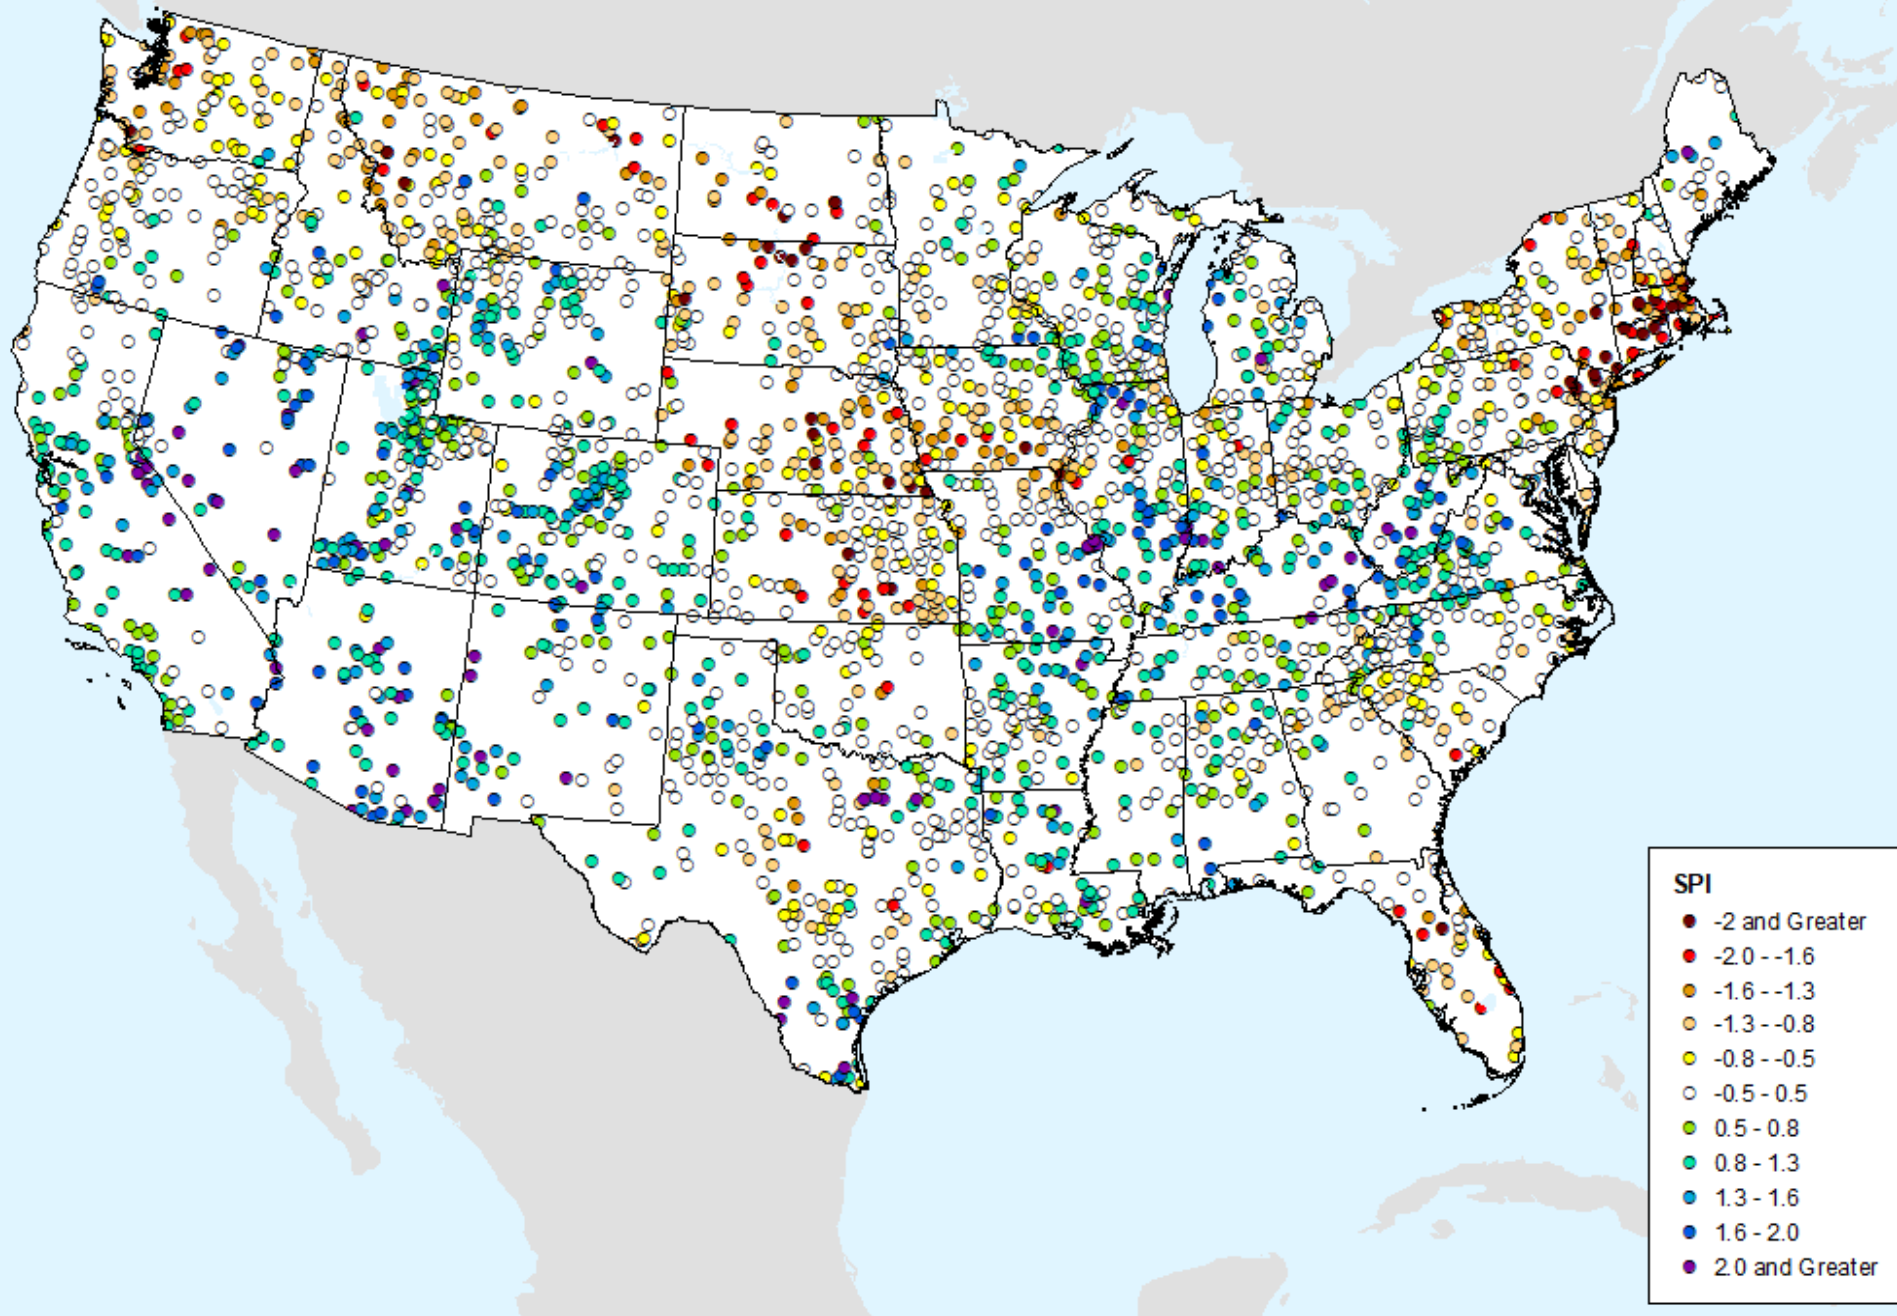 SPI
-2 and Greater
-2.0 - -1.6
-1.6 - -1.3
-1.3 - -0.8
-0.8 - -0.5
-0.5 - 0.5
0.5 - 0.8
0.8 - 1.3
1.3 - 1.6
1.6 - 2.0
2.0 and Greater